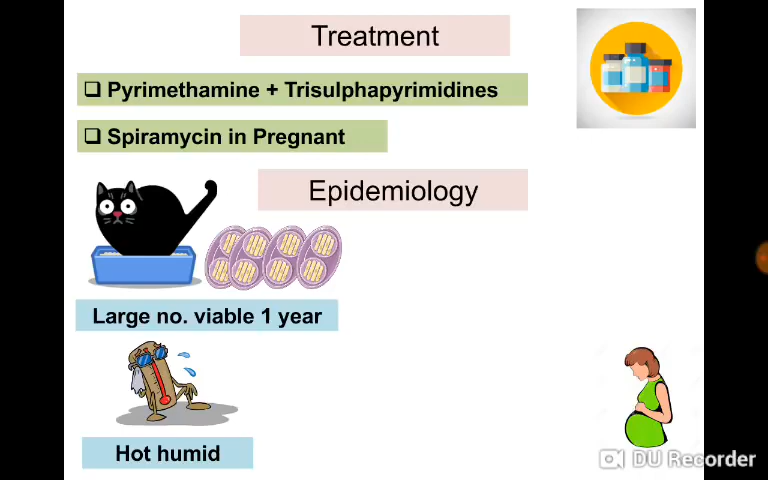 Treatment
Pyrimethamine + Trisulphapyrimidines
Spiramycin in Pregnant
Epidemiology
Large no. viable 1 year
Hot humid
DU Recorder